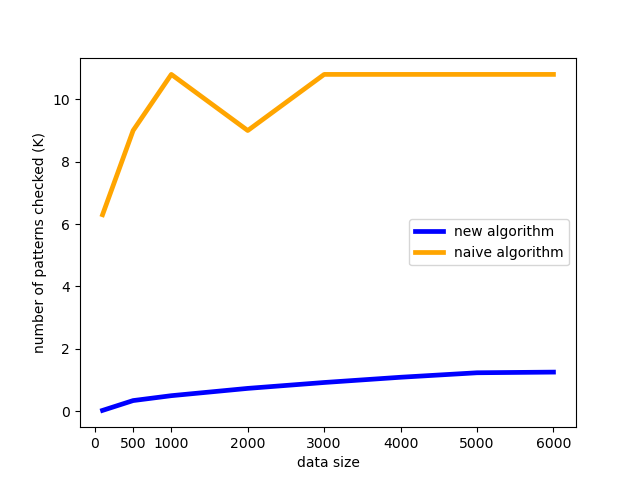 10
8
6
4
2
0
number of patterns checked (K)
new algorithm
naive algorithm
0 500 1000 2000 3000 4000 5000 6000
data size